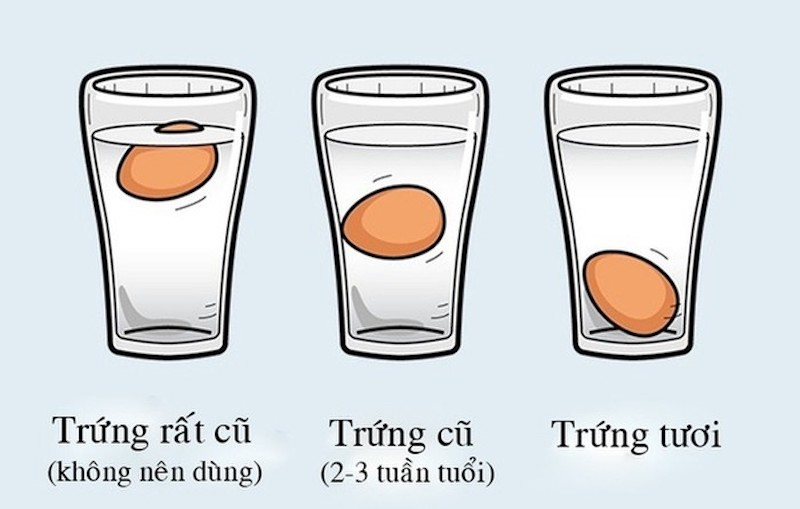 Trứng rất cũ
(không nên dùng)
Trứng cũ
(2-3 tuần tuổi)
Trứng tươi